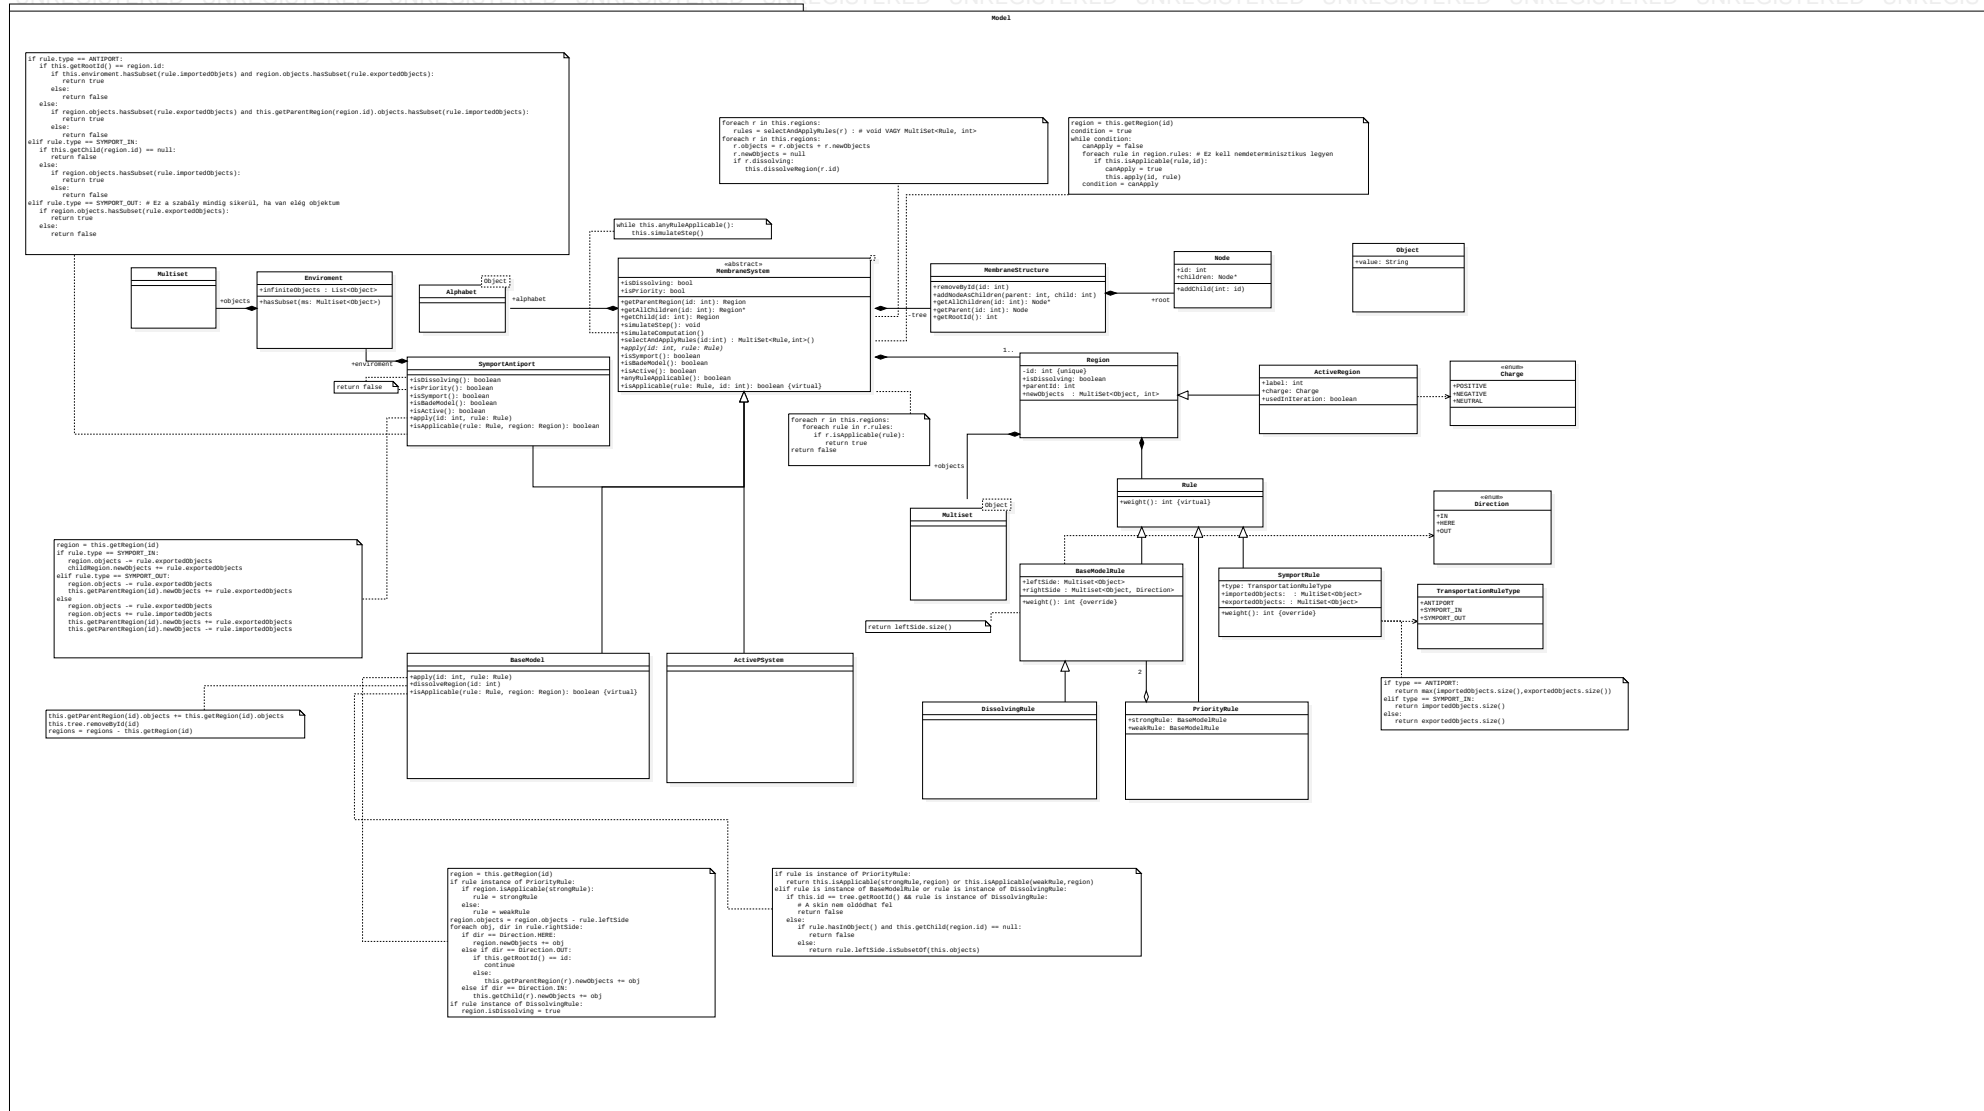 UNREGISTERED UNREGISTERED UNREGISTERED UNREGISTERED UNREGISTERED UNREGISTERED UNREGISTERED UNREGISTERED
Model
if rule.type == ANTIPORT:
if this.getRootId() == region.id:
if this.enviroment.hasSubset(rule.importedObjets) and region.objects.hasSubset(rule.exportedObjects):
return true
else:
return false
else:
if region.objects.hasSubset(rule.exportedObjects) and this.getParentRegion(region.id).objects.hasSubset(rule.importedObjects):
return true
else:
return false
elif rule.type == SYMPORT_IN:
if this.getChild(region.id) == null:
return false
else:
if region.objects.hasSubset(rule.importedObjects):
return true
else:
return false
elif rule.type == SYMPORT_OUT: # Ez a szabály mindig sikerül, ha van elég objektum
if region.objects.hasSubset(rule.exportedObjects):
return true
else:
return false
foreach r in this.regions:
rules = selectAndApplyRules(r) : # void VAGY MultiSet<Rule, int>
foreach r in this.regions:
r.objects = r.objects + r.newObjects
r.newObjects = null
if r.dissolving:
this.dissolveRegion(r.id)
region = this.getRegion(id)
condition = true
while condition:
canApply = false
foreach rule in region.rules: # Ez kell nemdeterminisztikus legyen
if this.isApplicable(rule,id):
canApply = true
this.apply(id, rule)
condition = canApply
while this.anyRuleApplicable():
this.simulateStep()
Multiset
+objects
Enviroment
+infiniteObjects : List<Object>
+hasSubset(ms: Multiset<Object>)
+enviroment
Object
Alphabet
+alphabet
«abstract»
MembraneSystem
+isDissolving: bool
+isPriority: bool
+getParentRegion(id: int): Region
+getAllChildren(id: int): Region*
+getChild(id: int): Region
+simulateStep(): void
+simulateComputation()
+selectAndApplyRules(id:int) : MultiSet<Rule,int>()
+apply(id: int, rule: Rule)
+isSymport(): boolean
+isBadeModel(): boolean
+isActive(): boolean
+anyRuleApplicable(): boolean
+isApplicable(rule: Rule, id: int): boolean {virtual}
-tree
MembraneStructure
+removeById(id: int)
+addNodeAsChildren(parent: int, child: int)
+getAllChildren(id: int): Node*
+getParent(id: int): Node
+getRootId(): int
+root
Node
+id: int
+children: Node*
+addChild(int: id)
Object
+value: String
SymportAntiport
+isDissolving(): boolean
+isPriority(): boolean
+isSymport(): boolean
+isBadeModel(): boolean
+isActive(): boolean
+apply(id: int, rule: Rule)
+isApplicable(rule: Rule, region: Region): boolean
return false
1..
Region
-id: int {unique}
+isDissolving: boolean
+parentId: int
+newObjects  : MultiSet<Object, int>
ActiveRegion
+label: int
+charge: Charge
+usedInIteration: boolean
«enum»
Charge
+POSITIVE
+NEGATIVE
+NEUTRAL
foreach r in this.regions:
foreach rule in r.rules:
if r.isApplicable(rule):
return true
return false
+objects
Object
Multiset
Rule
+weight(): int {virtual}
«enum»
Direction
+IN
+HERE
+OUT
region = this.getRegion(id)
if rule.type == SYMPORT_IN:
region.objects -= rule.exportedObjects
childRegion.newObjects += rule.exportedObjects
elif rule.type == SYMPORT_OUT:
region.objects -= rule.exportedObjects
this.getParentRegion(id).newObjects += rule.exportedObjects
else
region.objects -= rule.exportedObjects
region.objects += rule.importedObjects
this.getParentRegion(id).newObjects += rule.exportedObjects
this.getParentRegion(id).newObjects -= rule.importedObjects
BaseModelRule
+leftSide: Multiset<Object>
+rightSide : Multiset<Object, Direction>
+weight(): int {override}
return leftSide.size()
SymportRule
+type: TransportationRuleType
+importedObjects:  : MultiSet<Object>
+exportedObjects: : MultiSet<Object>
+weight(): int {override}
TransportationRuleType
+ANTIPORT
+SYMPORT_IN
+SYMPORT_OUT
BaseModel
+apply(id: int, rule: Rule)
+dissolveRegion(id: int)
+isApplicable(rule: Rule, region: Region): boolean {virtual}
ActivePSystem
2
if type == ANTIPORT:
return max(importedObjects.size(),exportedObjects.size())
elif type == SYMPORT_IN:
return importedObjects.size()
else:
return exportedObjects.size()
this.getParentRegion(id).objects += this.getRegion(id).objects
this.tree.removeById(id)
regions = regions - this.getRegion(id)
DissolvingRule
PriorityRule
+strongRule: BaseModelRule
+weakRule: BaseModelRule
region = this.getRegion(id)
if rule instance of PriorityRule:
if region.isApplicable(strongRule):
rule = strongRule
else:
rule = weakRule
region.objects = region.objects - rule.leftSide
foreach obj, dir in rule.rightSide:
if dir == Direction.HERE:
region.newObjects += obj
else if dir == Direction.OUT:
if this.getRootId() == id:
continue
else:
this.getParentRegion(r).newObjects += obj
else if dir == Direction.IN:
this.getChild(r).newObjects += obj
if rule instance of DissolvingRule:
region.isDissolving = true
if rule is instance of PriorityRule:
return this.isApplicable(strongRule,region) or this.isApplicable(weakRule,region)
elif rule is instance of BaseModelRule or rule is instance of DissolvingRule:
if this.id == tree.getRootId() && rule is instance of DissolvingRule:
# A skin nem oldódhat fel
return false
else:
if rule.hasInObject() and this.getChild(region.id) == null:
return false
else:
return rule.leftSide.isSubsetOf(this.objects)